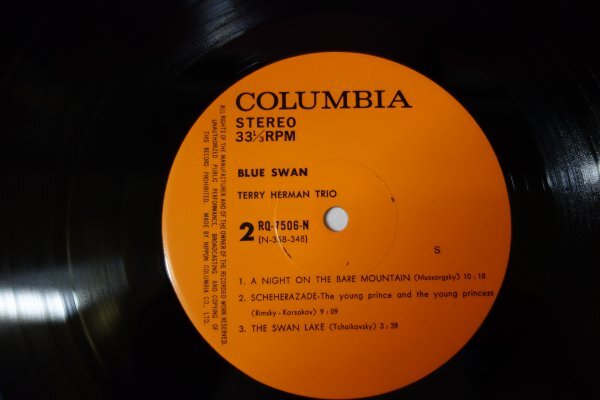 COLUMBIA
STEREO
33⅓RPM
BLUE SWAN
TERRY HERMAN TRIO
2 RQ-7506-N
(N-358-348)
S
1. A NIGHT ON THE BARE MOUNTAIN (Mussorgsky) 10:18
2. SCHEHERAZADE-The young prince and the young princess
(Rimsky-Korsakov) 9:09
3. THE SWAN LAKE (Tchaikovsky) 3:39
ALL RIGHTS OF THE MANUFACTURER AND OF THE OWNER OF THE RECORDED WORK RESERVED.
UNAUTHORIZED PUBLIC PERFORMANCE, BROADCASTING AND COPYING OF
THIS RECORD PROHIBITED. MADE BY NIPPON COLUMBIA CO., LTD.